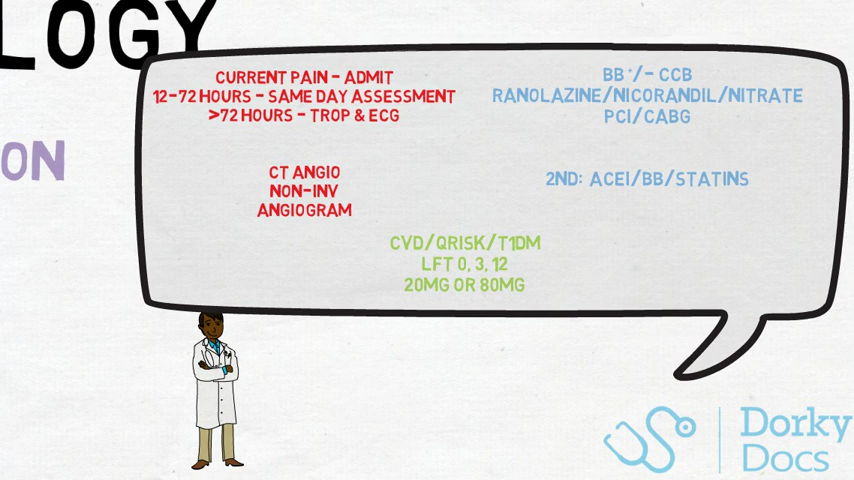 LOGY
ON
CURRENT PAIN - ADMIT
12-72 HOURS - SAME DAY ASSESSMENT
>72 HOURS - TROP & ECG
CT ANGIO
NON-INV
ANGIOGRAM
BB +/- CCB
RANOLAZINE/NICORANDIL/NITRATE
PCI/CABG
2ND: ACEI/BB/STATINS
CVD/QRISK/T1DM
LFT 0, 3, 12
20MG OR 80MG
Dorky
Docs